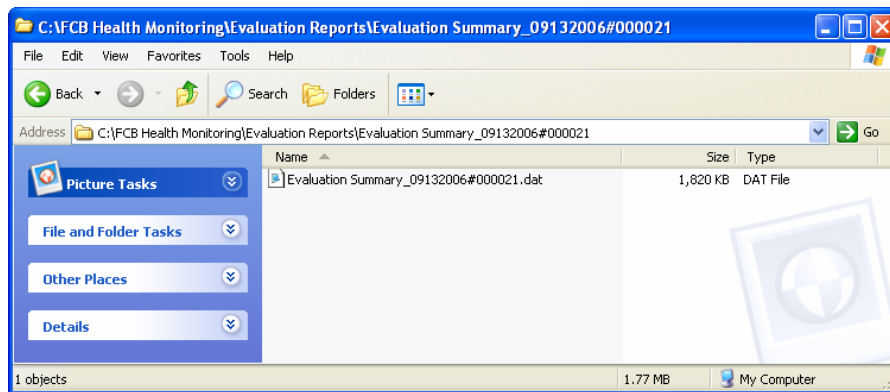 C:\FCB Health Monitoring\Evaluation Reports\Evaluation Summary_09132006#000021
File Edit View Favorites Tools Help
Back Search Folders
Address C:\FCB Health Monitoring\Evaluation Reports\Evaluation Summary_09132006#000021 Go
Name Size Type
Picture Tasks
Evaluation Summary_09132006#000021.dat 1,820 KB DAT File
File and Folder Tasks
Other Places
Details
1 objects 1.77 MB My Computer